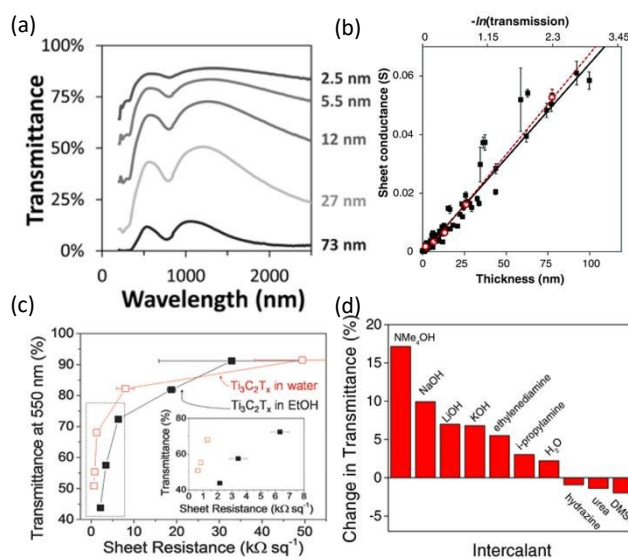 (a)
100%
75%
50%
25%
0%
Transmittance
2.5 nm
5.5 nm
12 nm
27 nm
73 nm
0 1000 2000
Wavelength (nm)
(b)
-ln(transmission)
0 1.15 2.3 3.45
Sheet conductance (S)
0.06
0.04
0.02
0
0 25 50 75 100
Thickness (nm)
(c)
Transmittance at 550 nm (%)
100
90
80
70
60
50
40
Ti3C2Tx in water
Ti3C2Tx in EtOH
Transmittance (%)
80
60
40
0 1 2 3 4 5 6 7 8
Sheet Resistance (kΩ sq-1)
0 10 20 30 40 50
Sheet Resistance (kΩ sq-1)
(d)
Change in Transmittance (%)
20
15
10
5
0
-5
NMe4OH
NaOH
LiOH
KOH
ethylenediamine
i-propylamine
H2O
hydrazine
urea
Intercalant